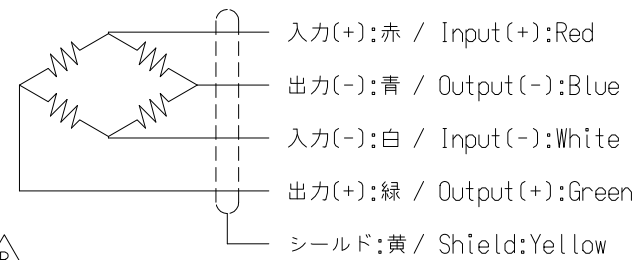 入力(+):赤 / Input(+):Red
出力(-):青 / Output(-):Blue
入力(-):白 / Input(-):White
出力(+):緑 / Output(+):Green
シールド:黄 / Shield:Yellow